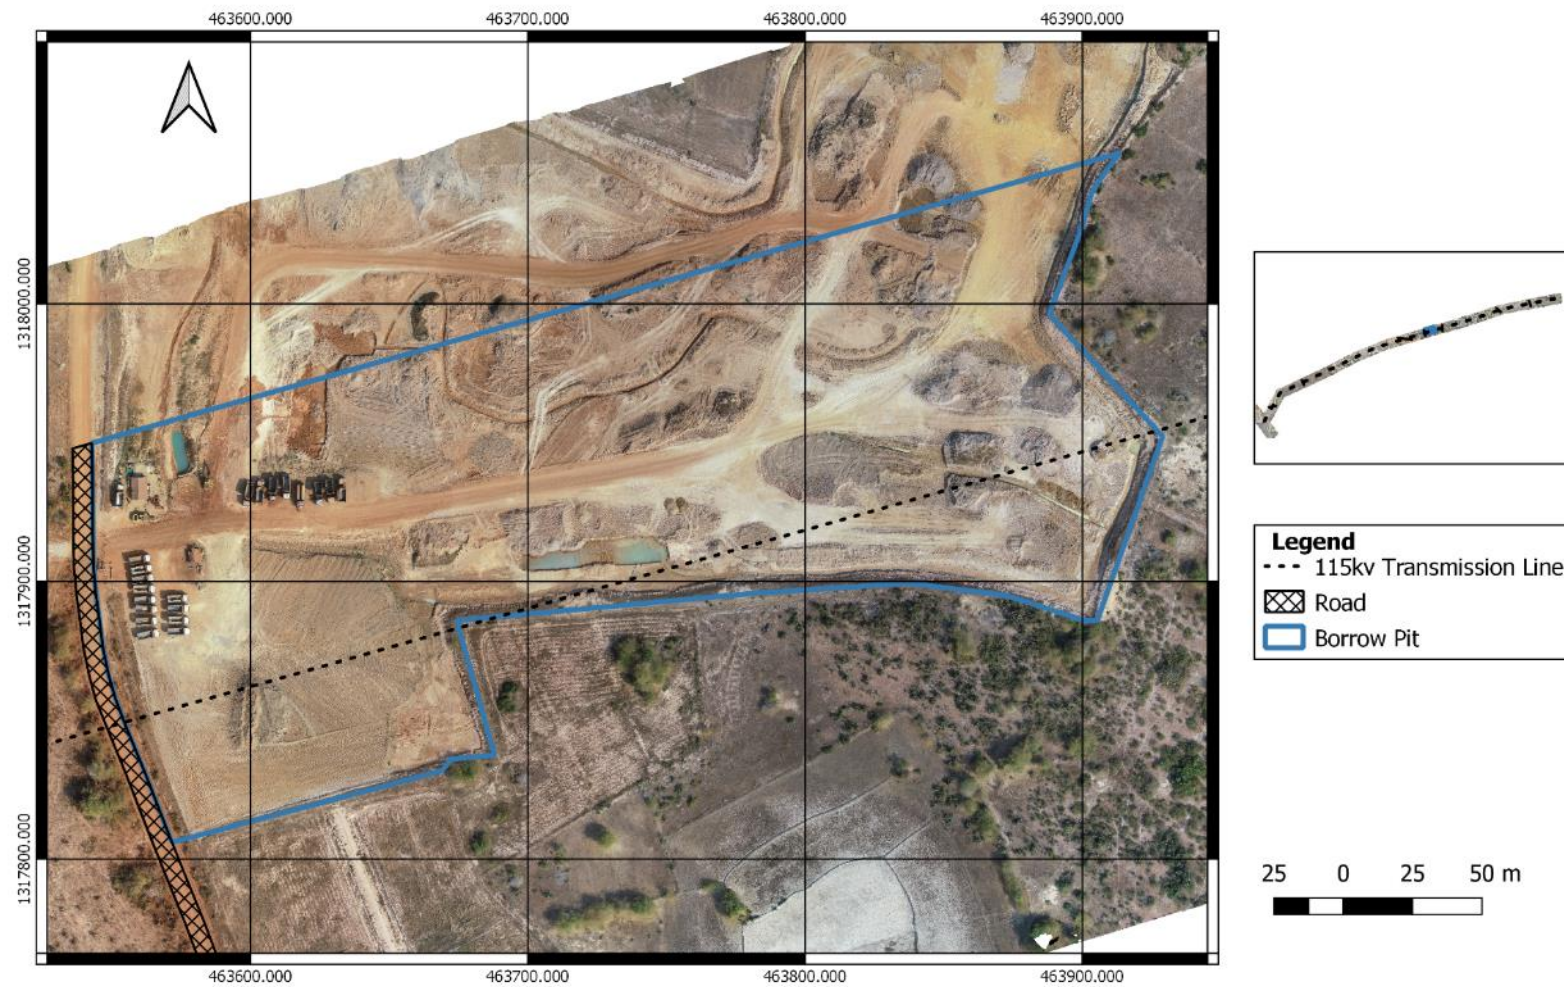 463600.000 463700.000 463800.000 463900.000
1318000.000
1317900.000
1317800.000
463600.000 463700.000 463800.000 463900.000
Legend
115kv Transmission Line
Road
Borrow Pit
25 0 25 50 m